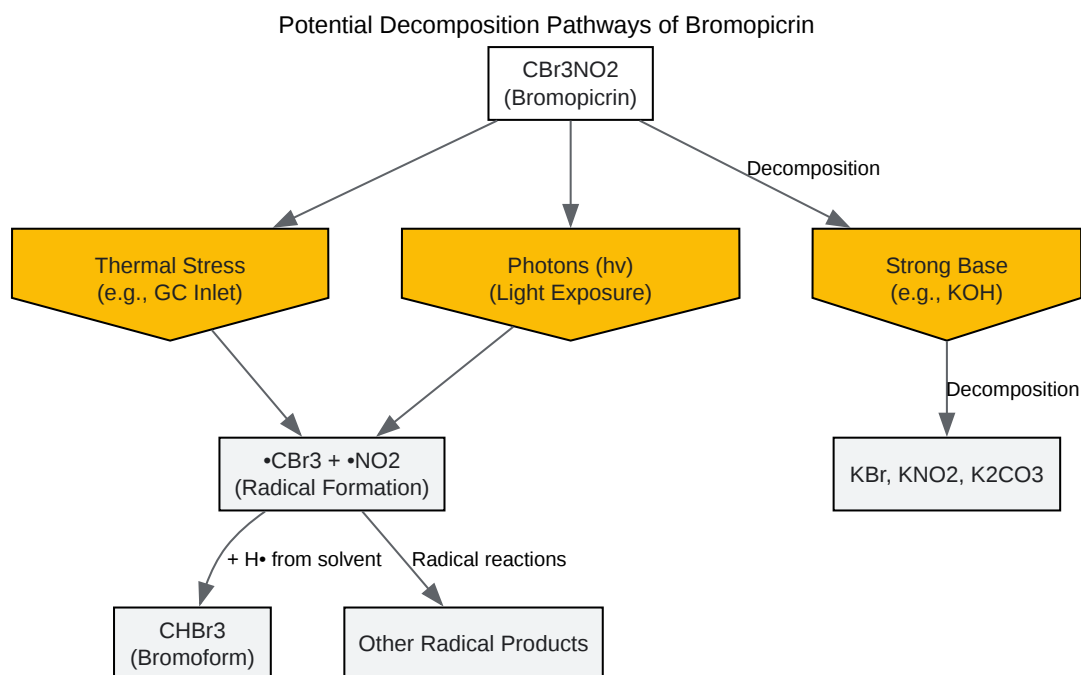 Potential Decomposition Pathways of Bromopicrin
CBr3NO2
(Bromopicrin)
Decomposition
Thermal Stress
(e.g., GC Inlet)
Photons (hv)
(Light Exposure)
Strong Base
(e.g., KOH)
Decomposition
•CBr3 + •NO2
(Radical Formation)
KBr, KNO2, K2CO3
+ H• from solvent
Radical reactions
CHBr3
(Bromoform)
Other Radical Products